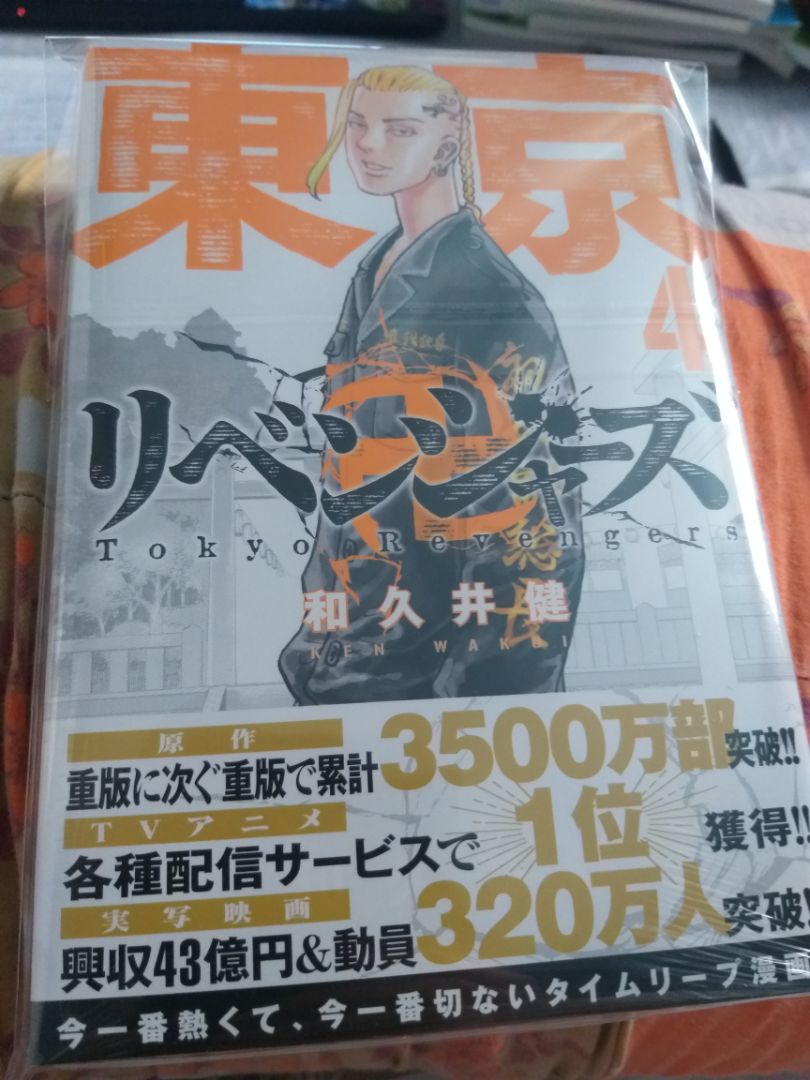 東京
4
リベンジャーズ
Tokyo Revengers
和久井健
KEN WAKUI
原作
重版に次ぐ重版で累計3500万部突破!!
TVアニメ
各種配信サービスで1位獲得!!
実写映画
興収43億円&動員320万人突破!
今一番熱くて、今一番切ないタイムリープ漫画